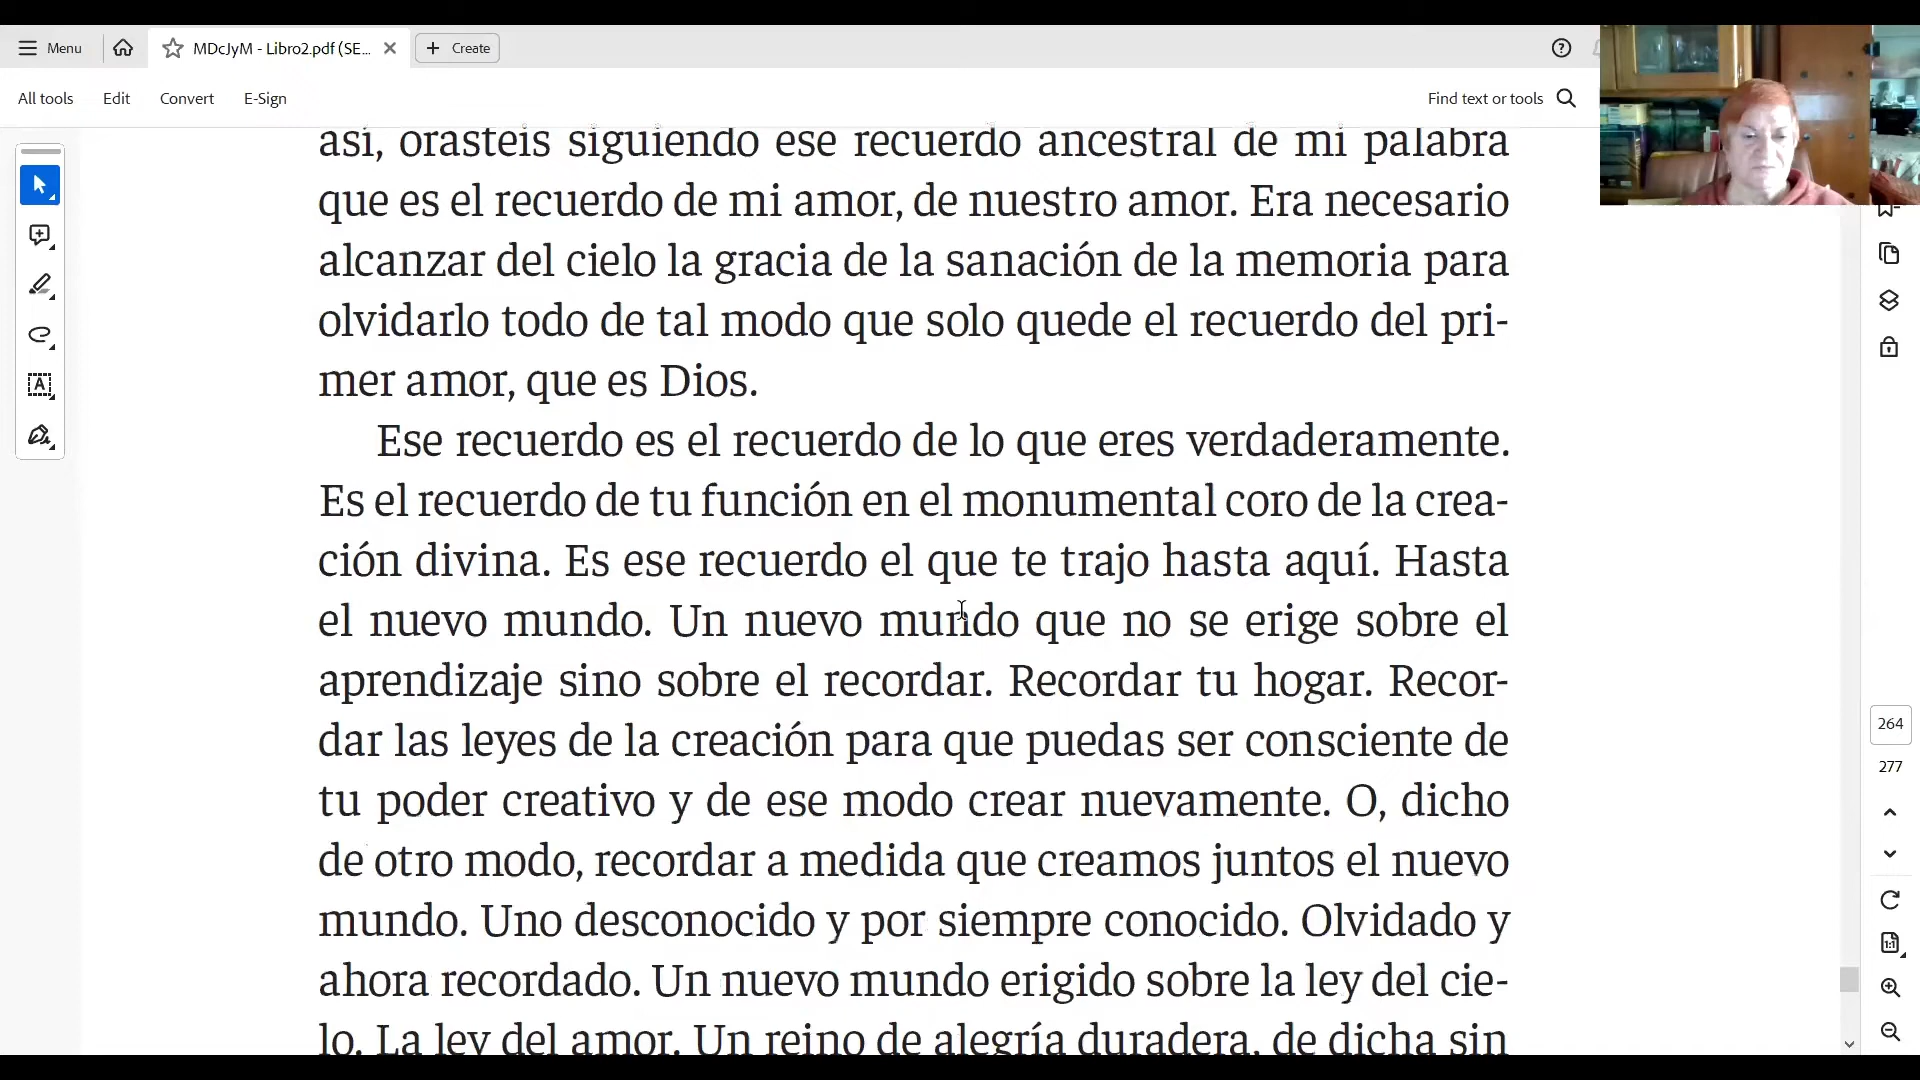 Menu
MDcJyM - Libro2.pdf (SE...
Create
All tools
Edit
Convert
E-Sign
Find text or tools
así, orasteis siguiendo ese recuerdo ancestral de mi palabra
que es el recuerdo de mi amor, de nuestro amor. Era necesario
alcanzar del cielo la gracia de la sanación de la memoria para
olvidarlo todo de tal modo que solo quede el recuerdo del pri-
mer amor, que es Dios.
Ese recuerdo es el recuerdo de lo que eres verdaderamente.
Es el recuerdo de tu función en el monumental coro de la crea-
ción divina. Es ese recuerdo el que te trajo hasta aquí. Hasta
el nuevo mundo. Un nuevo mundo que no se erige sobre el
aprendizaje sino sobre el recordar. Recordar tu hogar. Recor-
dar las leyes de la creación para que puedas ser consciente de
tu poder creativo y de ese modo crear nuevamente. O, dicho
de otro modo, recordar a medida que creamos juntos el nuevo
mundo. Uno desconocido y por siempre conocido. Olvidado y
ahora recordado. Un nuevo mundo erigido sobre la ley del cie-
lo. La ley del amor. Un reino de alegría duradera, de dicha sin
264
277